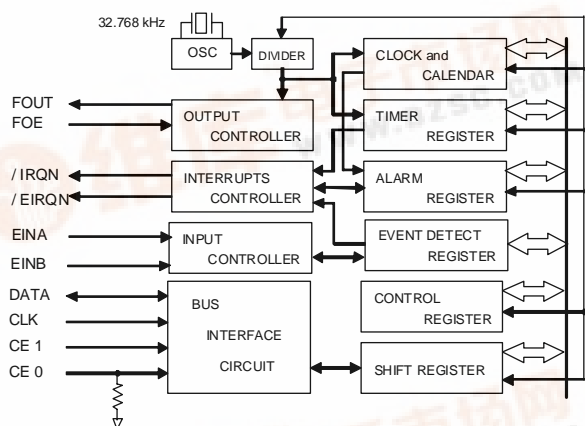 32.768 kHz
OSC
DIVIDER
CLOCK and
CALENDAR
FOUT
FOE
OUTPUT
CONTROLLER
TIMER
REGISTER
/ IRQN
/ EIRQN
INTERRUPTS
CONTROLLER
ALARM
REGISTER
EINA
EINB
INPUT
CONTROLLER
EVENT DETECT
REGISTER
DATA
CLK
CE 1
CE 0
BUS
INTERFACE
CIRCUIT
CONTROL
REGISTER
SHIFT REGISTER